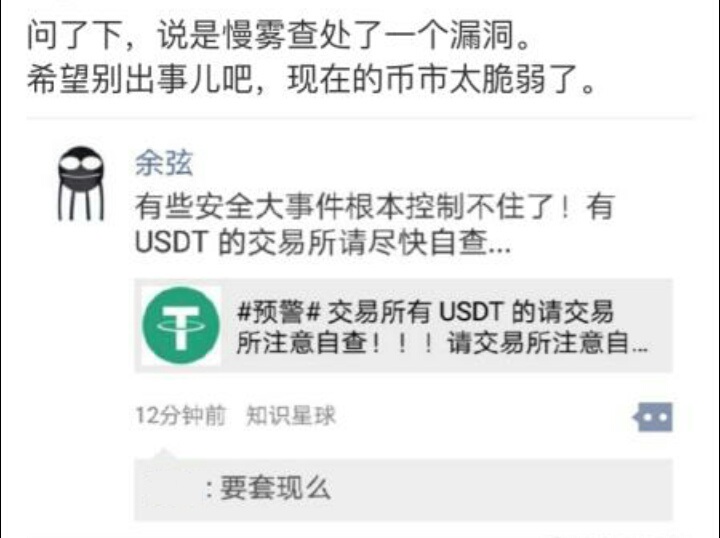 问了下，说是慢雾查处了一个漏洞。
希望别出事儿吧，现在的币市太脆弱了。
余弦
有些安全大事件根本控制不住了！有
USDT 的交易所请尽快自查...
#预警# 交易所有 USDT 的请交易
所注意自查！！！请交易所注意自...
12分钟前 知识星球
: 要套现么